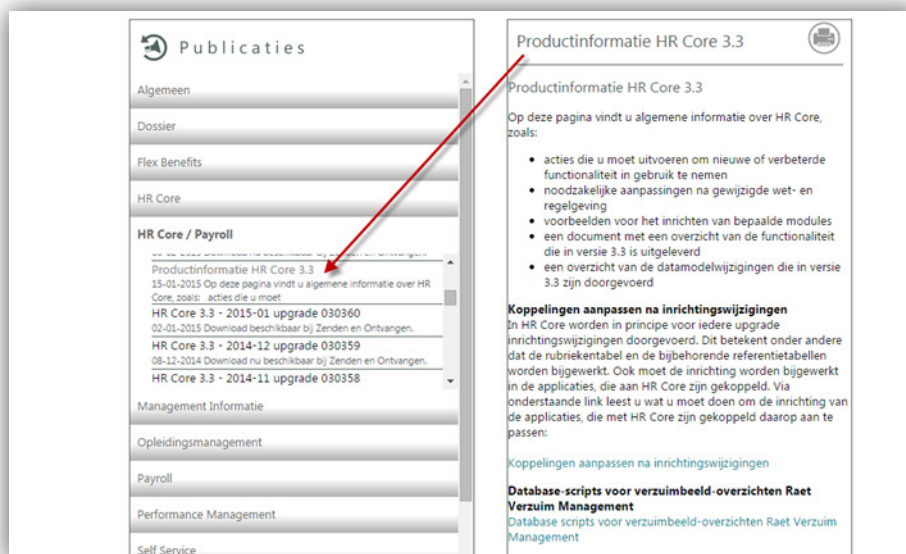 Publicaties
Algemeen
Dossier
Flex Benefits
HR Core
HR Core / Payroll
Productinformatie HR Core 3.3
15-01-2015 Op deze pagina vindt u algemene informatie over HR
Core, zoals: acties die u moet
HR Core 3.3 - 2015-01 upgrade 030360
02-01-2015 Download beschikbaar bij Zenden en Ontvangen.
HR Core 3.3 - 2014-12 upgrade 030359
08-12-2014 Download nu beschikbaar bij Zenden en Ontvangen.
HR Core 3.3 - 2014-11 upgrade 030358
Management Informatie
Opleidingsmanagement
Payroll
Performance Management
Self Service
Productinformatie HR Core 3.3
Productinformatie HR Core 3.3
Op deze pagina vindt u algemene informatie over HR Core,
zoals:
• acties die u moet uitvoeren om nieuwe of verbeterde
functionaliteit in gebruik te nemen
• noodzakelijke aanpassingen na gewijzigde wet- en
regelgeving
• voorbeelden voor het inrichten van bepaalde modules
• een document met een overzicht van de functionaliteit
die in versie 3.3 is uitgeleverd
• een overzicht van de datamodelwijzigingen die in versie
3.3 zijn doorgevoerd
Koppelingen aanpassen na inrichtingswijzigingen
In HR Core worden in principe voor iedere upgrade
inrichtingswijzigingen doorgevoerd. Dit betekent onder andere
dat de rubriekentabel en de bijbehorende referentietabellen
worden bijgewerkt. Ook moet de inrichting worden bijgewerkt
in de applicaties, die aan HR Core zijn gekoppeld. Via
onderstaande link leest u wat u moet doen om de inrichting van
de applicaties, die met HR Core zijn gekoppeld daarop aan te
passen:
Koppelingen aanpassen na inrichtingswijzigingen
Database-scripts voor verzuimbeeld-overzichten Raet
Verzuim Management
Database scripts voor verzuimbeeld-overzichten Raet Verzuim
Management